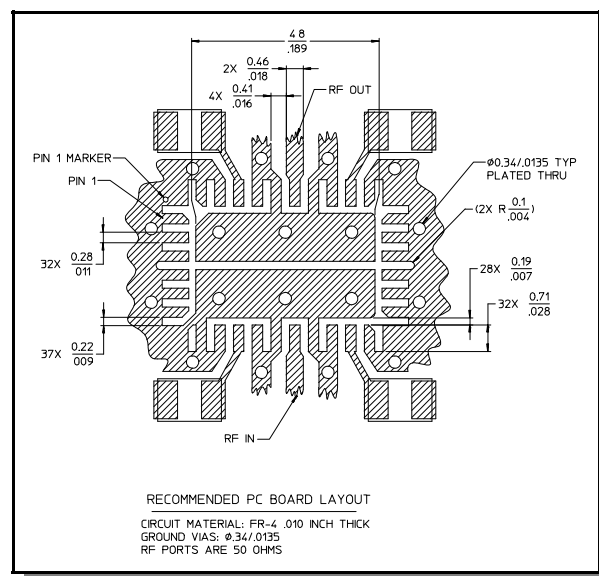 4 8
.189
2X 0.46
.018
4X 0.41
.016
RF OUT
PIN 1 MARKER
PIN 1
Ø0.34/.0135 TYP
PLATED THRU
(2X R 0.1
.004 )
32X 0.28
011
28X 0.19
.007
32X 0.71
.028
37X 0.22
009
RF IN
RECOMMENDED PC BOARD LAYOUT
CIRCUIT MATERIAL: FR-4 .010 INCH THICK
GROUND VIAS: Ø.34/.0135
RF PORTS ARE 50 OHMS